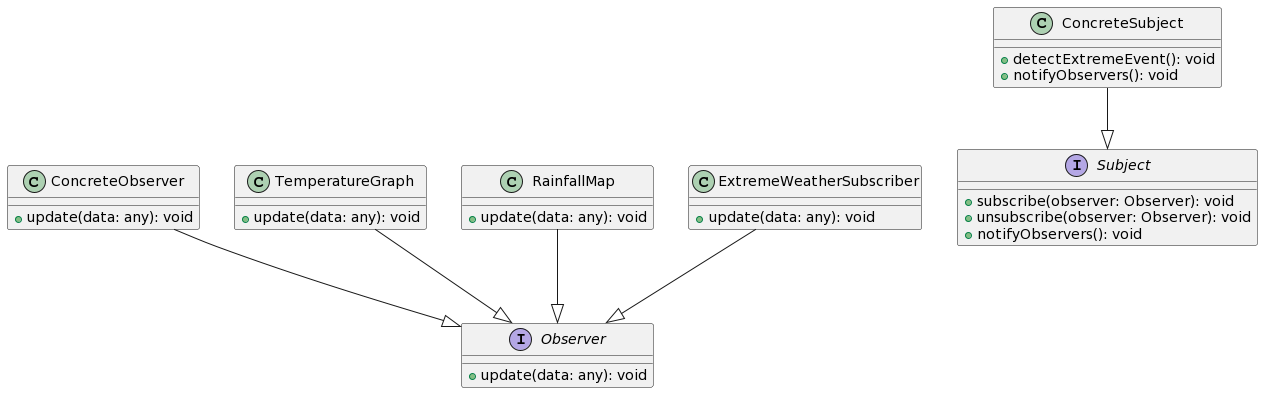 C ConcreteSubject
detectExtremeEvent(): void
notifyObservers(): void
C ConcreteObserver
update(data: any): void
C TemperatureGraph
update(data: any): void
C RainfallMap
update(data: any): void
C ExtremeWeatherSubscriber
update(data: any): void
I Subject
subscribe(observer: Observer): void
unsubscribe(observer: Observer): void
notifyObservers(): void
I Observer
update(data: any): void